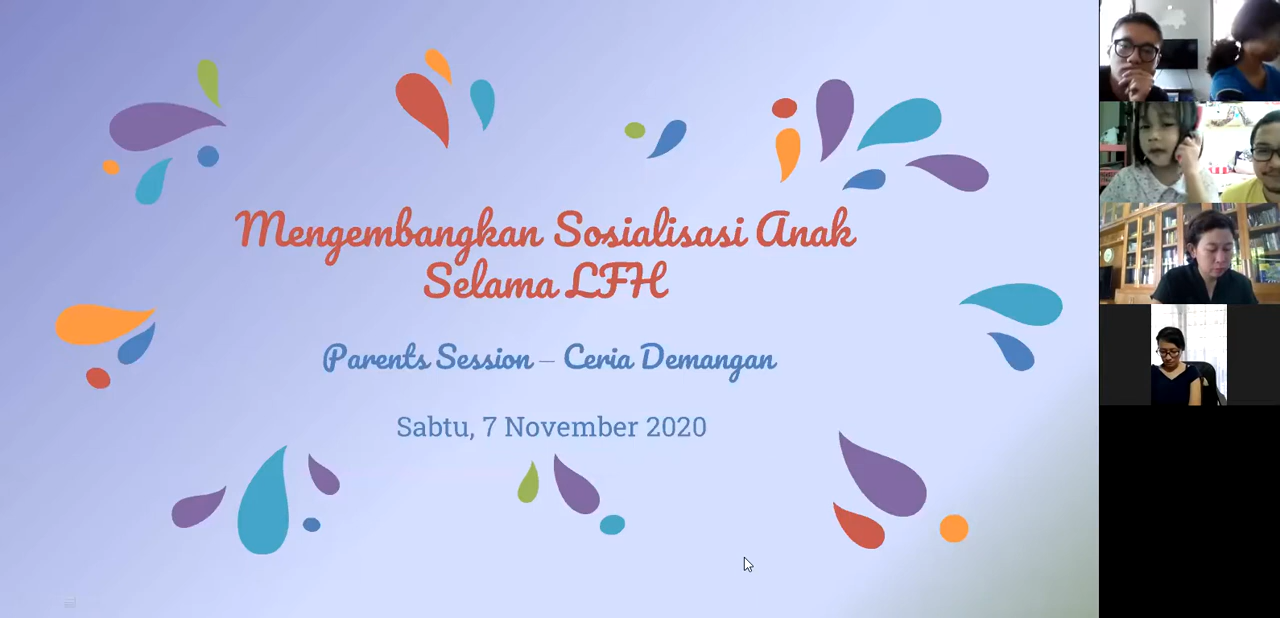 Mengembangkan Sosialisasi Anak
Selama LFH
Parents Session – Ceria Demangan
Sabtu, 7 November 2020